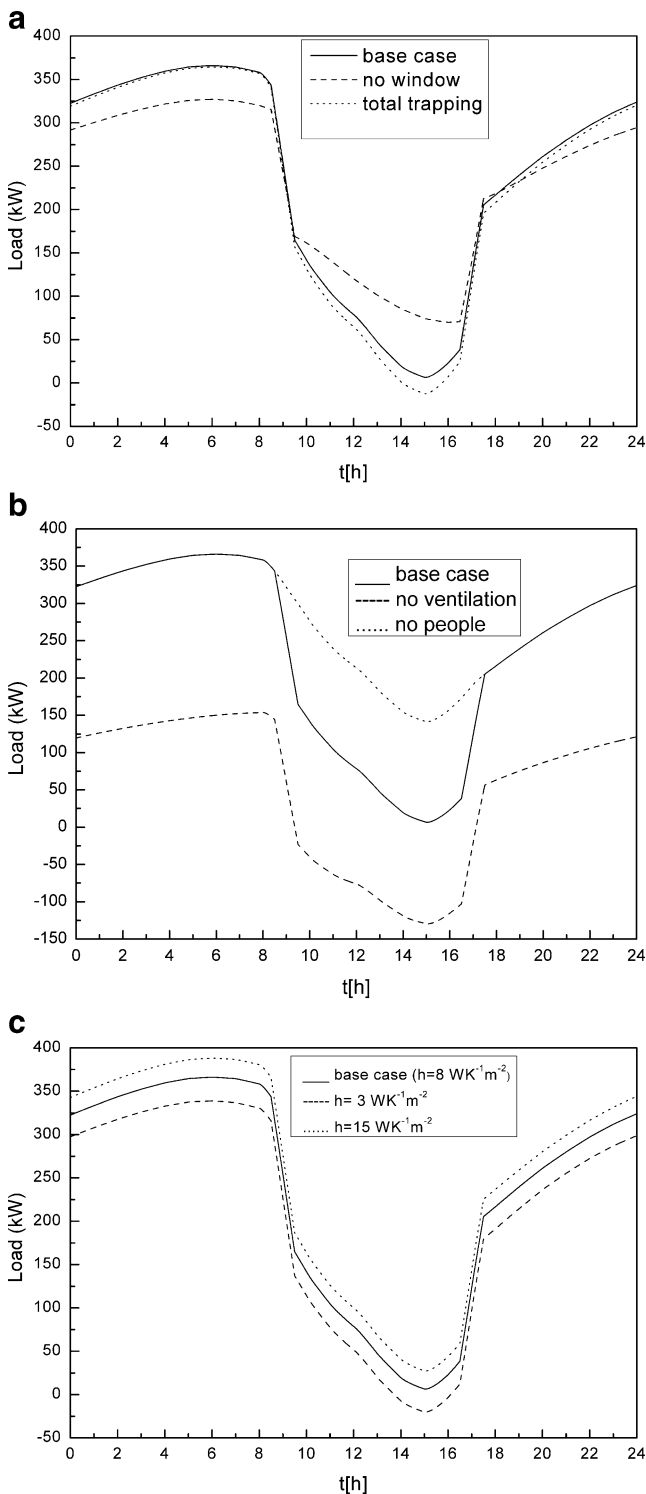 a
400
350
300
250
200
150
100
50
0
-50
Load (kW)
base case
no window
total trapping
0 2 4 6 8 10 12 14 16 18 20 22 24
t[h]
b
400
350
300
250
200
150
100
50
0
-50
-100
-150
Load (kW)
base case
no ventilation
no people
0 2 4 6 8 10 12 14 16 18 20 22 24
t[h]
c
400
350
300
250
200
150
100
50
0
-50
Load (kW)
base case (h=8 WK⁻¹m⁻²)
h= 3 WK⁻¹m⁻²
h=15 WK⁻¹m⁻²
0 2 4 6 8 10 12 14 16 18 20 22 24
t[h]